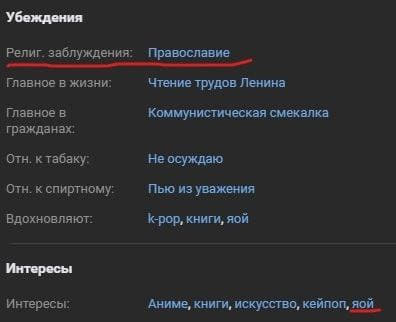 Убеждения
Религ. заблуждения: Православие
Главное в жизни: Чтение трудов Ленина
Главное в Коммунистическая смекалка
гражданах:
Отн. к табаку: Не осуждаю
Отн. к спиртному: Пью из уважения
Вдохновляют: k-pop, книги, яой
Интересы
Интересы: Аниме, книги, искусство, кейпоп, яой